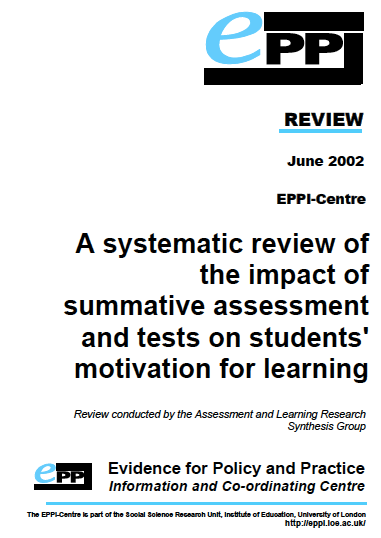 ePPI
REVIEW
June 2002
EPPI-Centre
A systematic review of
the impact of
summative assessment
and tests on students'
motivation for learning
Review conducted by the Assessment and Learning Research
Synthesis Group
ePPI
Evidence for Policy and Practice
Information and Co-ordinating Centre
The EPPI-Centre is part of the Social Science Research Unit, Institute of Education, University of London
http://eppi.ioe.ac.uk/